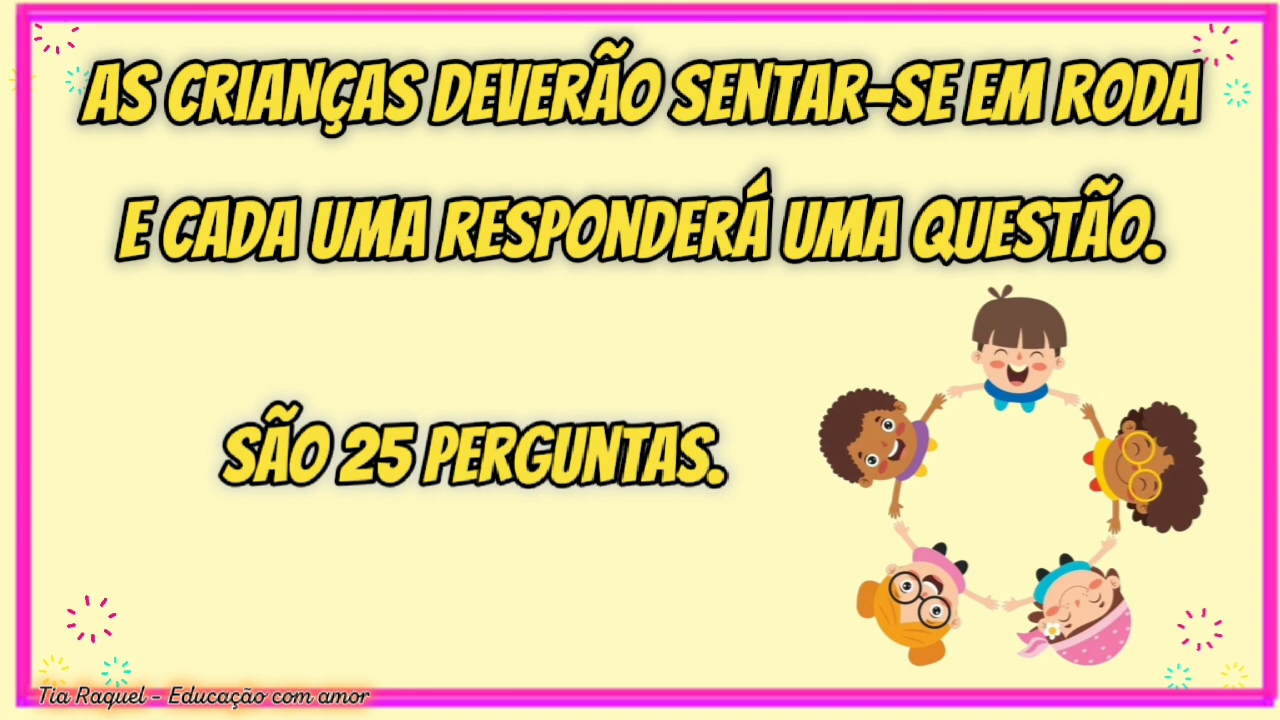 AS CRIANÇAS DEVERÃO SENTAR-SE EM RODA
E CADA UMA RESPONDERÁ UMA QUESTÃO.
SÃO 25 PERGUNTAS.
Tia Raquel - Educação com amor